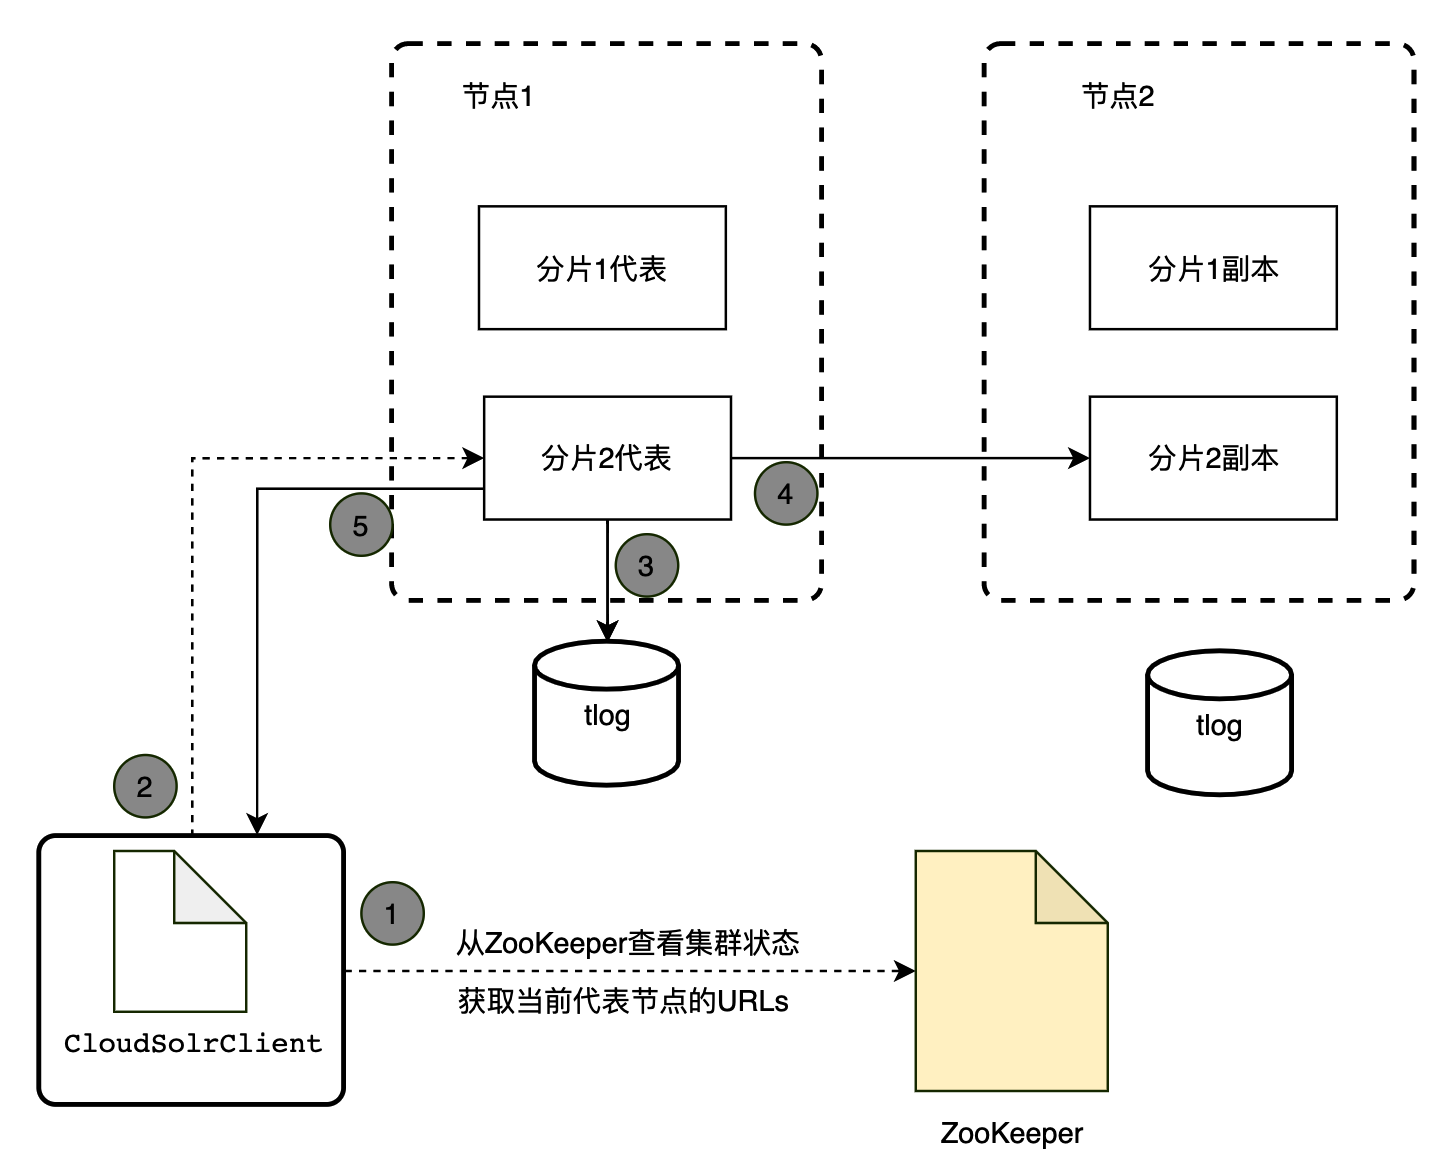 节点1
节点2
分片1代表
分片1副本
分片2代表
分片2副本
4
5
3
tlog
tlog
2
1
从ZooKeeper查看集群状态
获取当前代表节点的URLs
CloudSolrClient
ZooKeeper